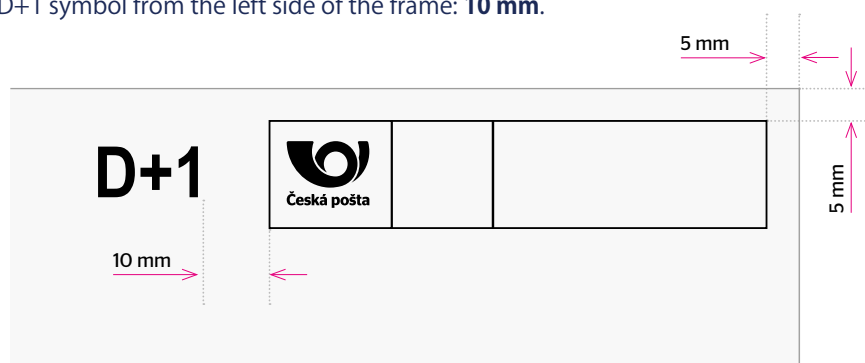 D+1 symbol from the left side of the frame: 10 mm.
5 mm
D+1
Česká pošta
5 mm
10 mm